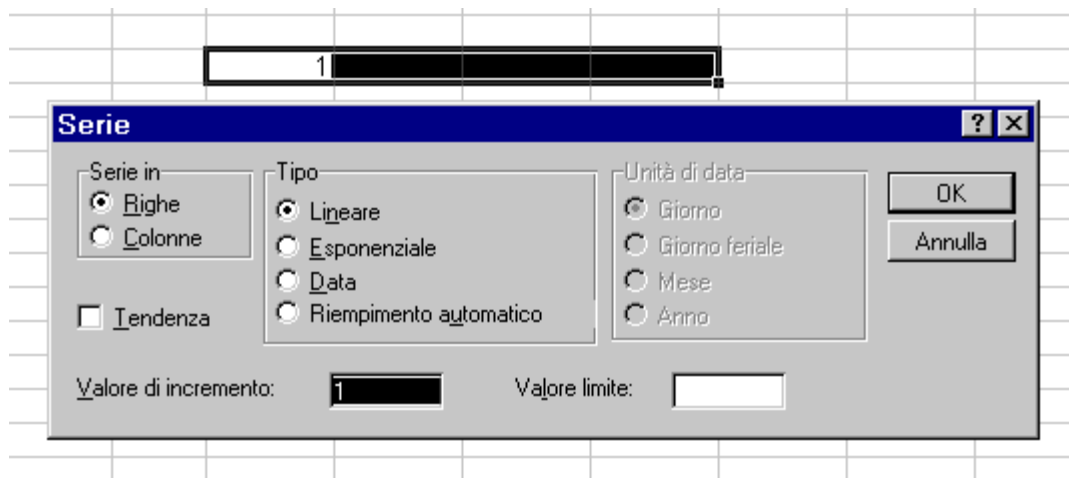 1
Serie
Serie in
Righe
Colonne
Tendenza
Tipo
Lineare
Esponenziale
Data
Riempimento automatico
Unità di data
Giorno
Giorno feriale
Mese
Anno
OK
Annulla
Valore di incremento: 1
Valore limite: